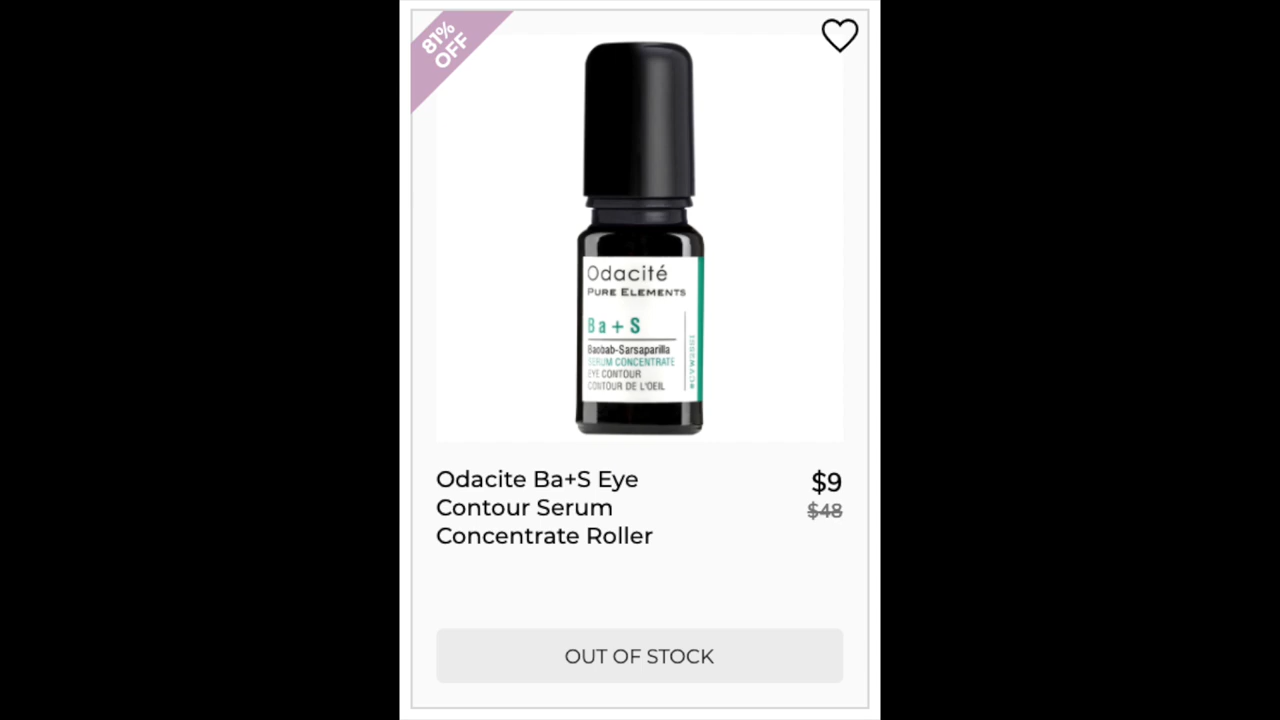 81%
OFF
Odacité
PURE ELEMENTS
Ba+S
Baobab-Sarsaparilla
SERUM CONCENTRATE
EYE CONTOUR
CONTOUR DE L'OEIL
Odacite Ba+S Eye
Contour Serum
Concentrate Roller
$9
$48
OUT OF STOCK